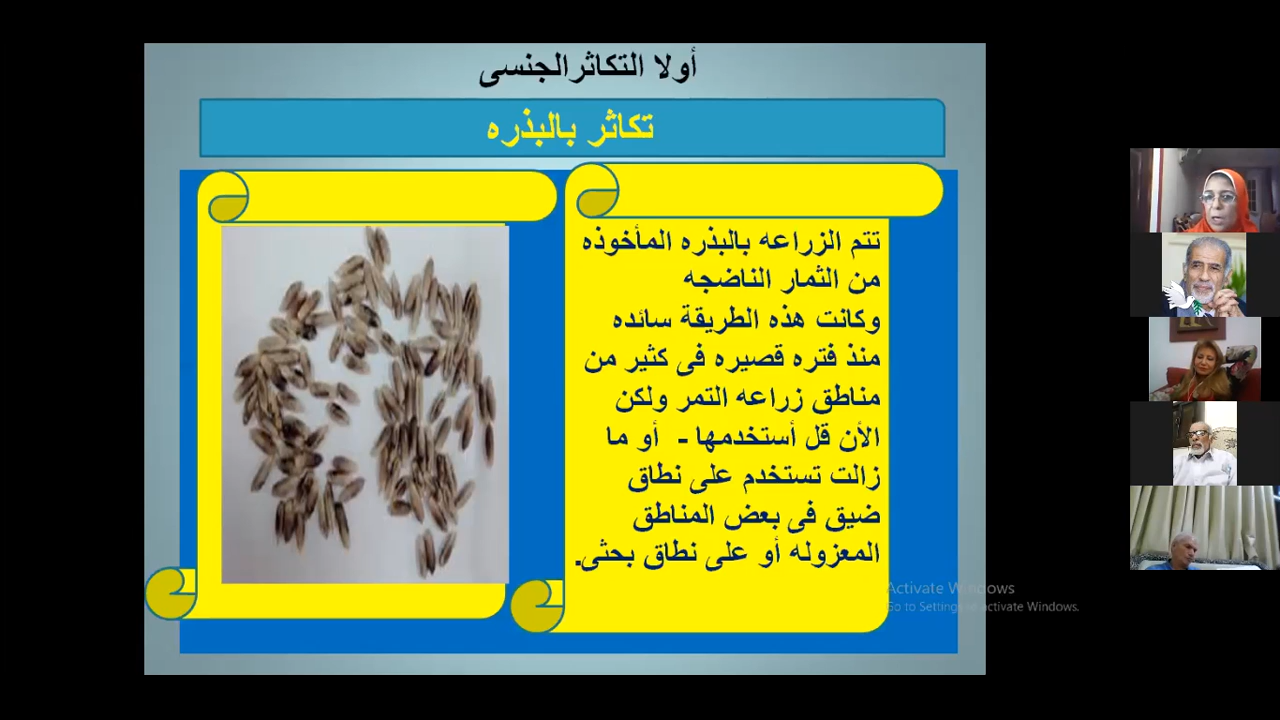 أولا التكاثرالجنسى
تكاثر بالبذره
تتم الزراعه بالبذره المأخوذه
من الثمار الناضجه
وكانت هذه الطريقة سائده
منذ فتره قصيره فى كثير من
مناطق زراعه التمر ولكن
الأن قل أستخدمها - أو ما
زالت تستخدم على نطاق
ضيق فى بعض المناطق
المعزوله أو على نطاق بحثى.
Activate Windows
Go to Settings to activate Windows.